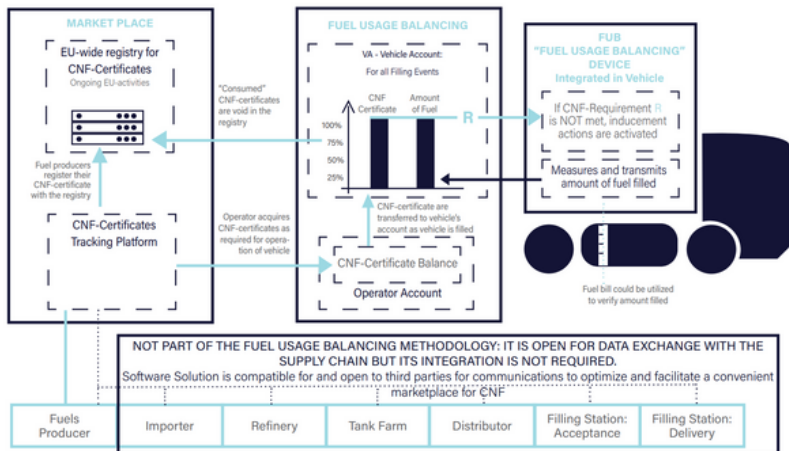 MARKET PLACE
EU-wide registry for
CNF-Certificates
Ongoing EU-activities
Fuel producers
register their
CNF-certificate
with the registry
CNF-Certificates
Tracking Platform
"Consumed"
CNF-certificates
are void in the
registry
Operator acquires
CNF-certificates as
required for opera-
tion of vehicle
FUEL USAGE BALANCING
VA - Vehicle Account:
For all Filling Events
CNF
Certificate
Amount
of Fuel
100%
75%
50%
25%
R
CNF-certificate are
transferred to vehicle's
account as vehicle is filled
CNF-Certificate Balance
Operator Account
FUB
"FUEL USAGE BALANCING"
DEVICE
Integrated in Vehicle
If CNF-Requirement R
is NOT met, inducement
actions are activated
Measures and transmits
amount of fuel filled
Fuel bill could be utilized
to verify amount filled
NOT PART OF THE FUEL USAGE BALANCING METHODOLOGY: IT IS OPEN FOR DATA EXCHANGE WITH THE
SUPPLY CHAIN BUT ITS INTEGRATION IS NOT REQUIRED.
Software Solution is compatible for and open to third parties for communications to optimize and facilitate a convenient
marketplace for CNF
Fuels
Producer
Importer
Refinery
Tank Farm
Distributor
Filling Station:
Acceptance
Filling Station:
Delivery